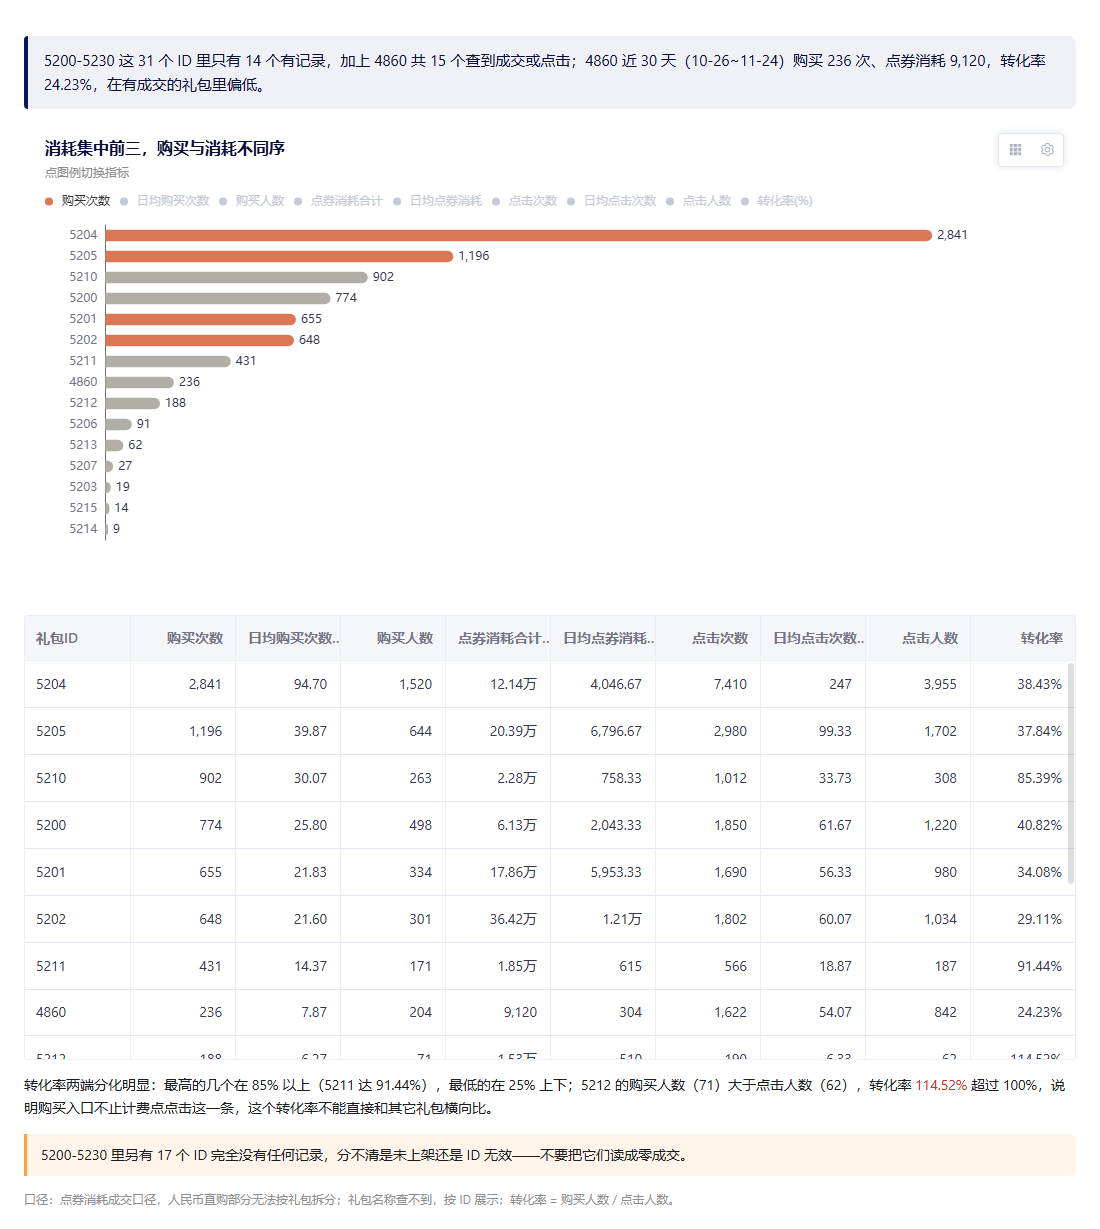 5200-5230 这 31 个 ID 里只有 14 个有记录，加上 4860 共 15 个查到成交或点击；4860 近 30 天（10-26~11-24）购买 236 次、点券消耗 9,120，转化率
24.23%，在有成交的礼包里偏低。
消耗集中前三，购买与消耗不同序
点图例切换指标
购买次数 日均购买次数 购买人数 点券消耗合计 日均点券消耗 点击次数 日均点击次数 点击人数 转化率(%)
5204 2,841
5205 1,196
5210 902
5200 774
5201 655
5202 648
5211 431
4860 236
5212 188
5206 91
5213 62
5207 27
5203 19
5215 14
5214 9
礼包ID 购买次数 日均购买次数.. 购买人数 点券消耗合计.. 日均点券消耗.. 点击次数 日均点击次数.. 点击人数 转化率
5204 2,841 94.70 1,520 12.14万 4,046.67 7,410 247 3,955 38.43%
5205 1,196 39.87 644 20.39万 6,796.67 2,980 99.33 1,702 37.84%
5210 902 30.07 263 2.28万 758.33 1,012 33.73 308 85.39%
5200 774 25.80 498 6.13万 2,043.33 1,850 61.67 1,220 40.82%
5201 655 21.83 334 17.86万 5,953.33 1,690 56.33 980 34.08%
5202 648 21.60 301 36.42万 1.21万 1,802 60.07 1,034 29.11%
5211 431 14.37 171 1.85万 615 566 18.87 187 91.44%
4860 236 7.87 204 9,120 304 1,622 54.07 842 24.23%
5212 188 6.27 71 1.53万 510 190 6.33 62 114.52%
转化率两端分化明显：最高的几个在 85% 以上（5211 达 91.44%），最低的在 25% 上下；5212 的购买人数（71）大于点击人数（62），转化率 114.52% 超过 100%，说
明购买入口不止计费点点击这一条，这个转化率不能直接和其它礼包横向比。
5200-5230 里另有 17 个 ID 完全没有任何记录，分不清是未上架还是 ID 无效——不要把它们读成零成交。
口径：点券消耗成交口径，人民币直购部分无法按礼包拆分；礼包名称查不到，按 ID 展示；转化率 = 购买人数 / 点击人数。